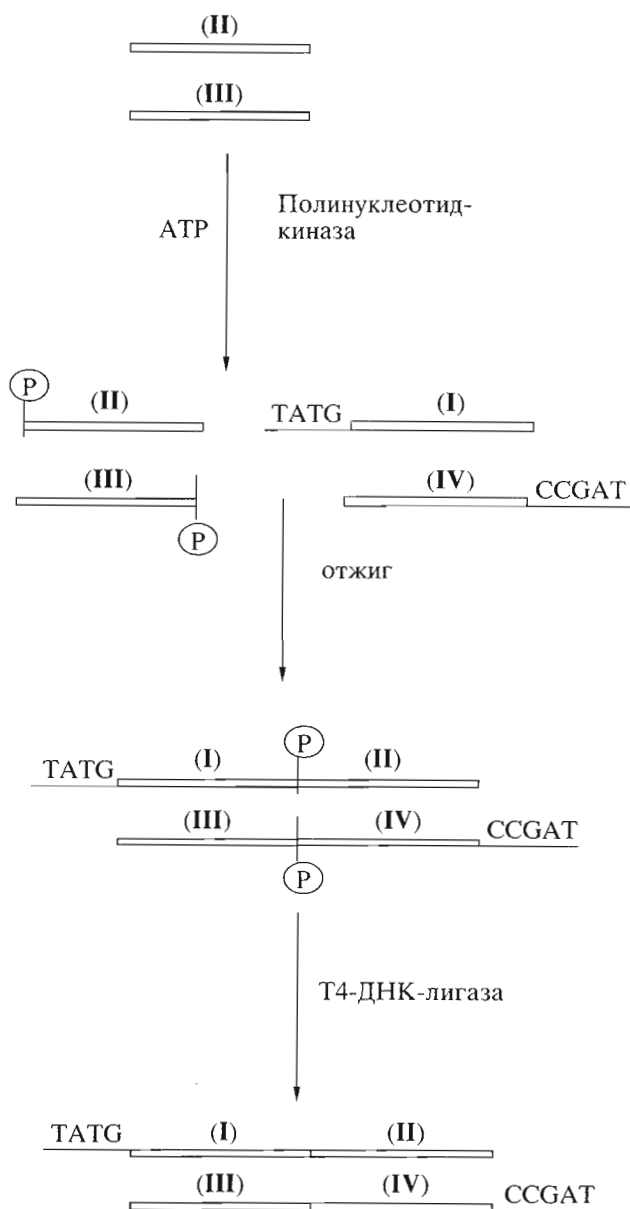 (II)
(III)
ATP
Полинуклеотид-
киназа
P
(II)
TATG
(I)
(III)
P
(IV)
CCGAT
отжиг
TATG
(I)
P
(II)
(III)
(IV)
CCGAT
P
Т4-ДНК-лигаза
TATG
(I)
(II)
(III)
(IV)
CCGAT